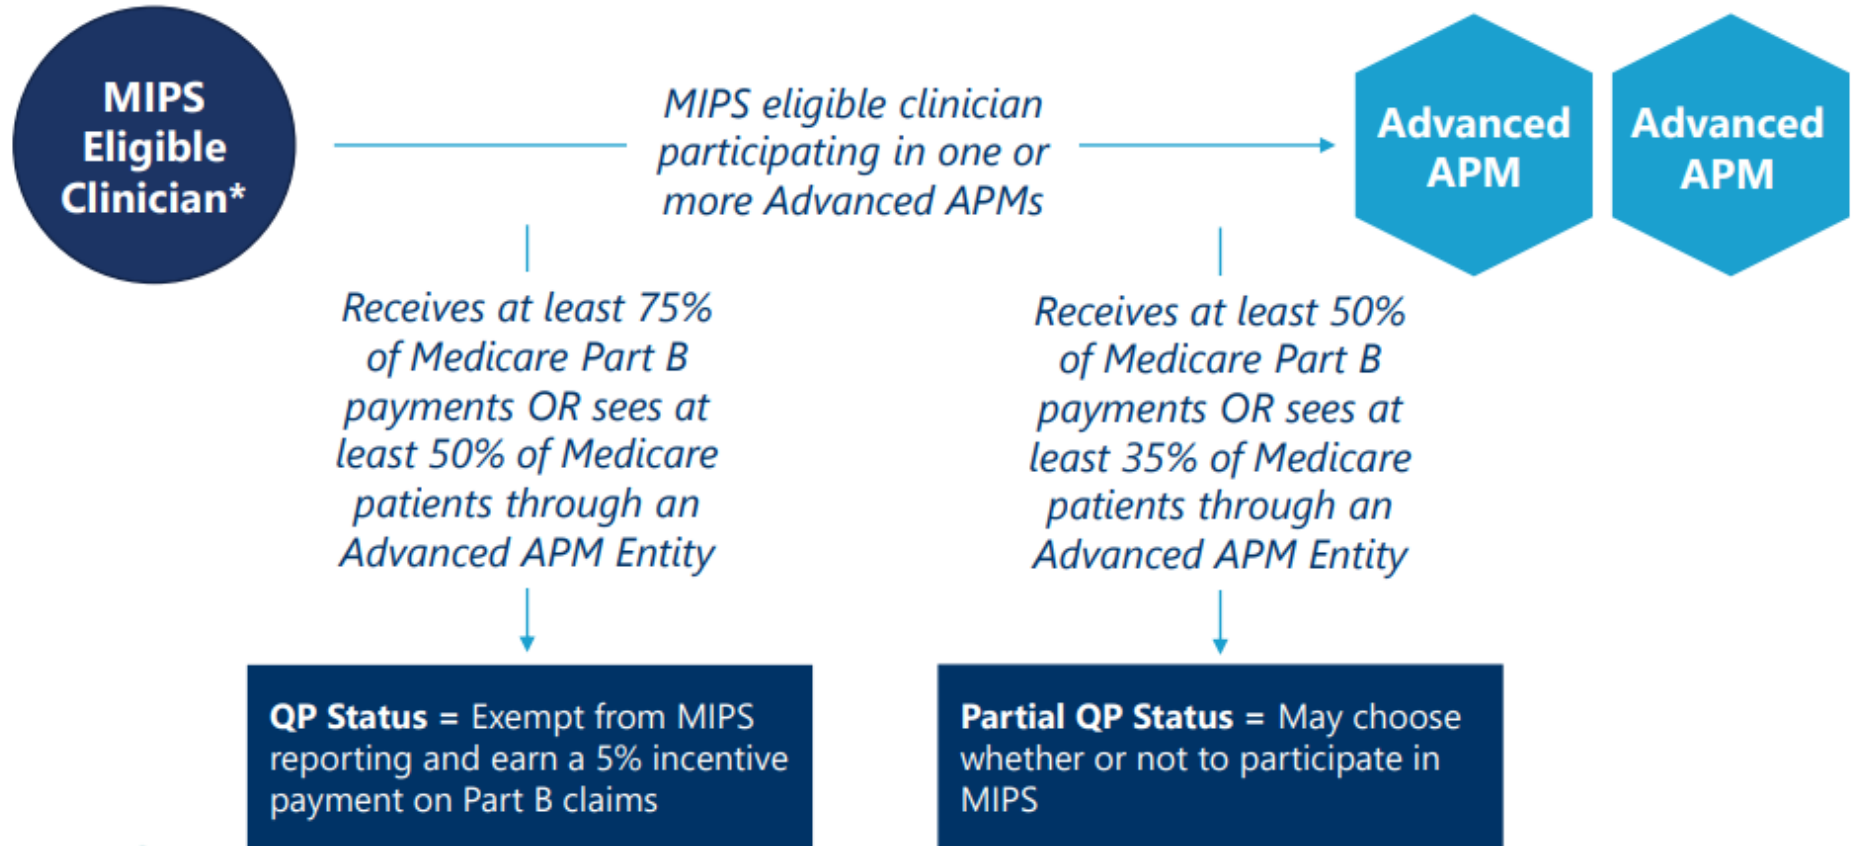 MIPS
Eligible
Clinician*
MIPS eligible clinician
participating in one or
more Advanced APMs
Advanced
APM
Advanced
APM
Receives at least 75%
of Medicare Part B
payments OR sees at
least 50% of Medicare
patients through an
Advanced APM Entity
Receives at least 50%
of Medicare Part B
payments OR sees at
least 35% of Medicare
patients through an
Advanced APM Entity
QP Status = Exempt from MIPS
reporting and earn a 5% incentive
payment on Part B claims
Partial QP Status = May choose
whether or not to participate in
MIPS